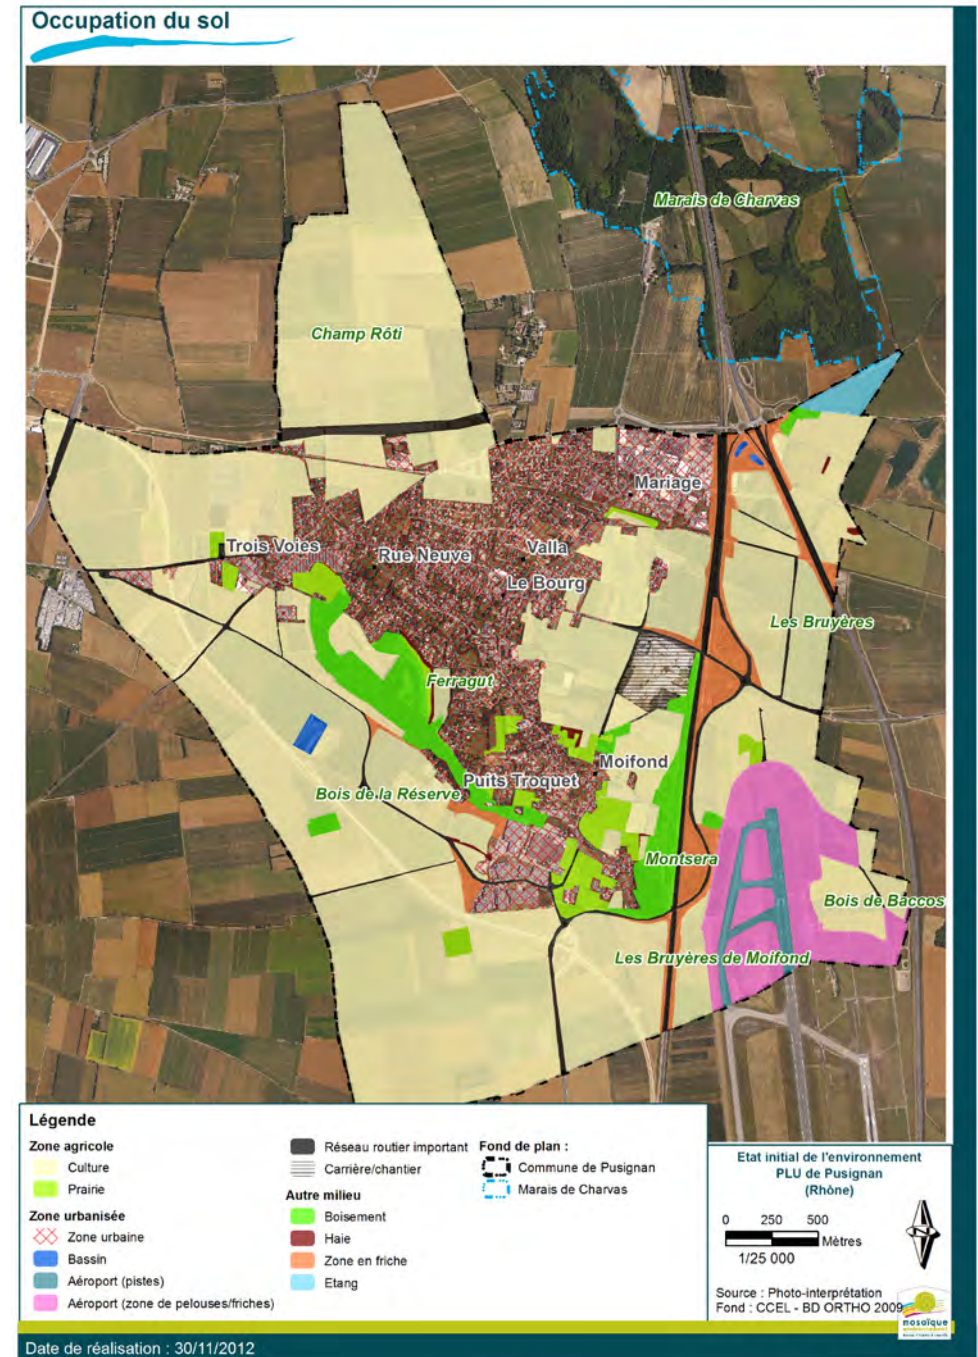 Occupation du sol
Marais de Charvas
Champ Rôti
Mariage
Trois Voies
Rue Neuve
Valla
Le Bourg
Les Bruyères
Ferragut
Moifond
Puits Troquet
Bois de la Réserve
Montsera
Bois de Baccos
Les Bruyères de Moifond
Légende
Zone agricole
Culture
Prairie
Zone urbanisée
Zone urbaine
Bassin
Aéroport (pistes)
Aéroport (zone de pelouses/friches)
Réseau routier important
Carrière/chantier
Autre milieu
Boisement
Haie
Zone en friche
Etang
Fond de plan :
Commune de Pusignan
Marais de Charvas
Etat initial de l'environnement
PLU de Pusignan
(Rhône)
0 250 500
Mètres
1/25 000
N
Source : Photo-interprétation
Fond : CCEL - BD ORTHO 2009
mosaïque
environnement
Date de réalisation : 30/11/2012